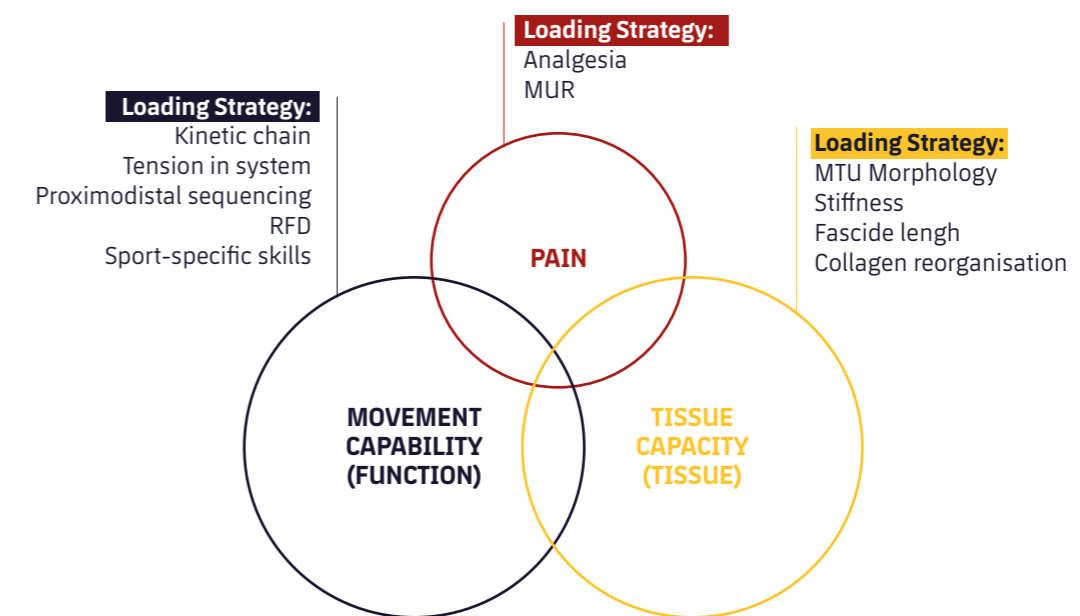 Loading Strategy:
Analgesia
MUR
Loading Strategy:
Kinetic chain
Tension in system
Proximodistal sequencing
RFD
Sport-specific skills
Loading Strategy:
MTU Morphology
Stiffness
Fascide lengh
Collagen reorganisation
PAIN
MOVEMENT
CAPABILITY
(FUNCTION)
TISSUE
CAPACITY
(TISSUE)